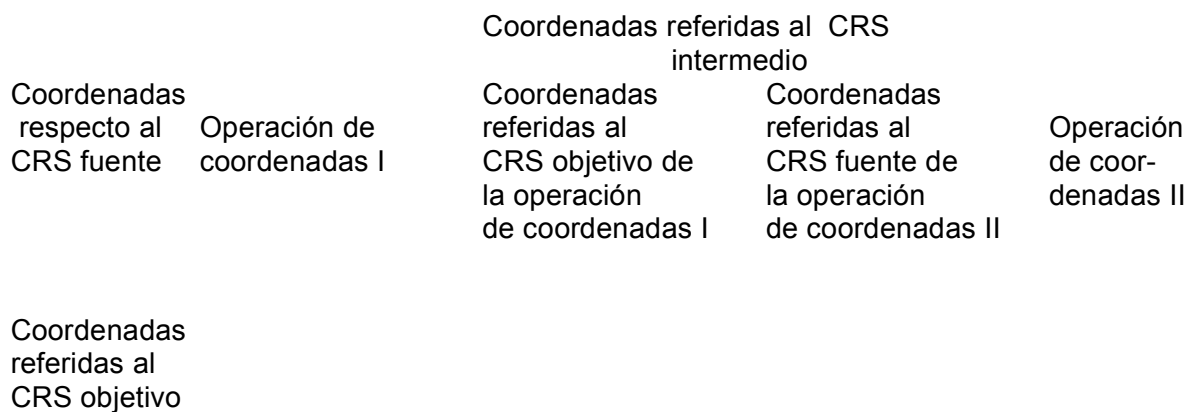 Coordenadas referidas al CRS
intermedio
Coordenadas
respecto al
CRS fuente
Operación de
coordenadas I
Coordenadas
referidas al
CRS objetivo de
la operación
de coordenadas I
Coordenadas
referidas al
CRS fuente de
la operación
de coordenadas II
Operación
de coor-
denadas II
Coordenadas
referidas al
CRS objetivo